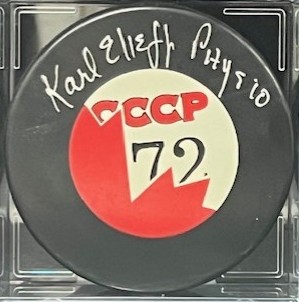 Karl Elieff Physio
CCCP
72.